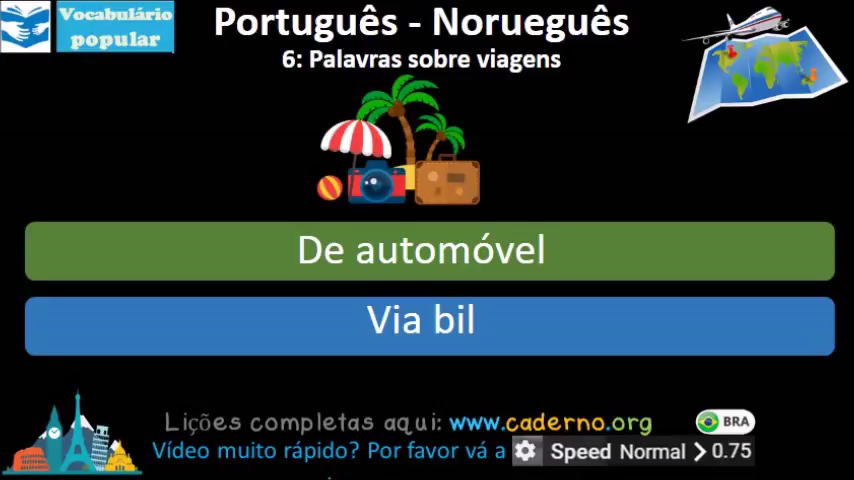 Vocabulário
popular
Português - Norueguês
6: Palavras sobre viagens
De automóvel
Via bil
Lições completas aqui: www.caderno.org
BRA
Vídeo muito rápido? Por favor vá a Speed Normal > 0.75